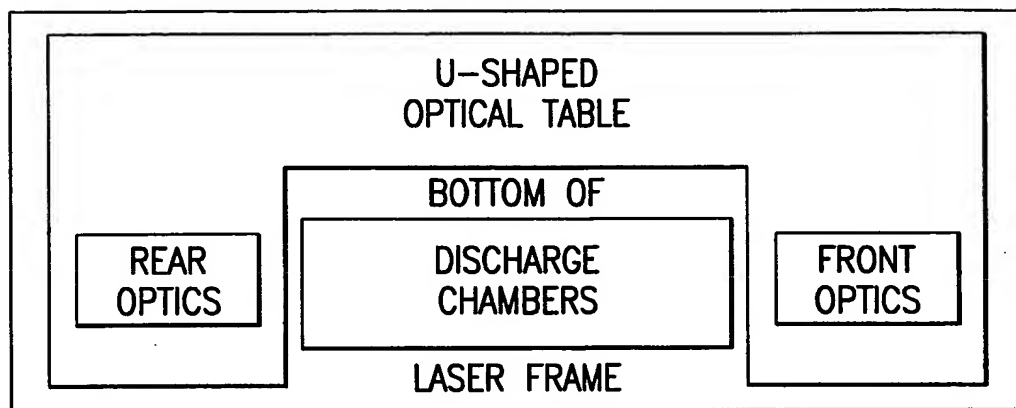 U-SHAPED
OPTICAL TABLE
BOTTOM OF
REAR
OPTICS
DISCHARGE
CHAMBERS
FRONT
OPTICS
LASER FRAME